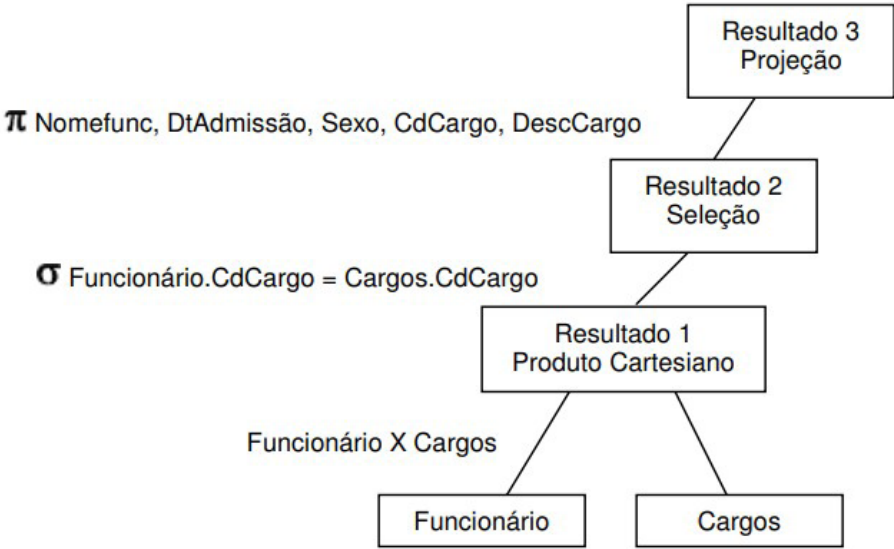 Resultado 3
Projeção
π Nomefunc, DtAdmissão, Sexo, CdCargo, DescCargo
Resultado 2
Seleção
σ Funcionário.CdCargo = Cargos.CdCargo
Resultado 1
Produto Cartesiano
Funcionário X Cargos
Funcionário
Cargos